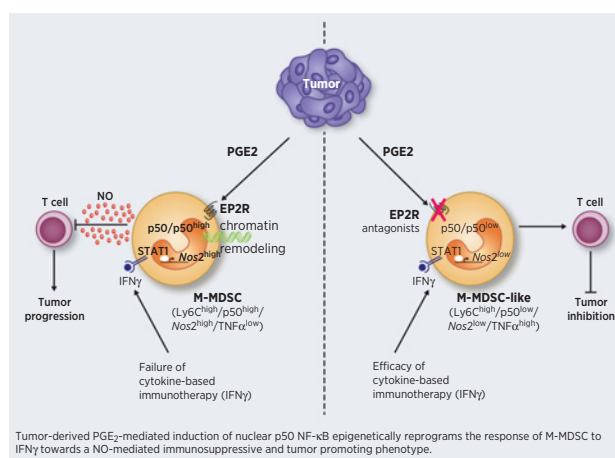 Tumor
PGE2
PGE2
T cell
NO
EP2R
chromatin
remodeling
p50/p50high
STAT1
Nos2high
IFNγ
Tumor
progression
M-MDSC
(Ly6Chigh/p50high/
Nos2high/TNFαlow)
Failure of
cytokine-based
immunotherapy (IFNγ)
EP2R
antagonists
p50/p50low
STAT1
Nos2low
IFNγ
T cell
M-MDSC-like
(Ly6Chigh/p50low/
Nos2low/TNFαhigh)
Tumor
inhibition
Efficacy of
cytokine-based
immunotherapy (IFNγ)
Tumor-derived PGE2-mediated induction of nuclear p50 NF-κB epigenetically reprograms the response of M-MDSC to
IFNγ towards a NO-mediated immunosuppressive and tumor promoting phenotype.